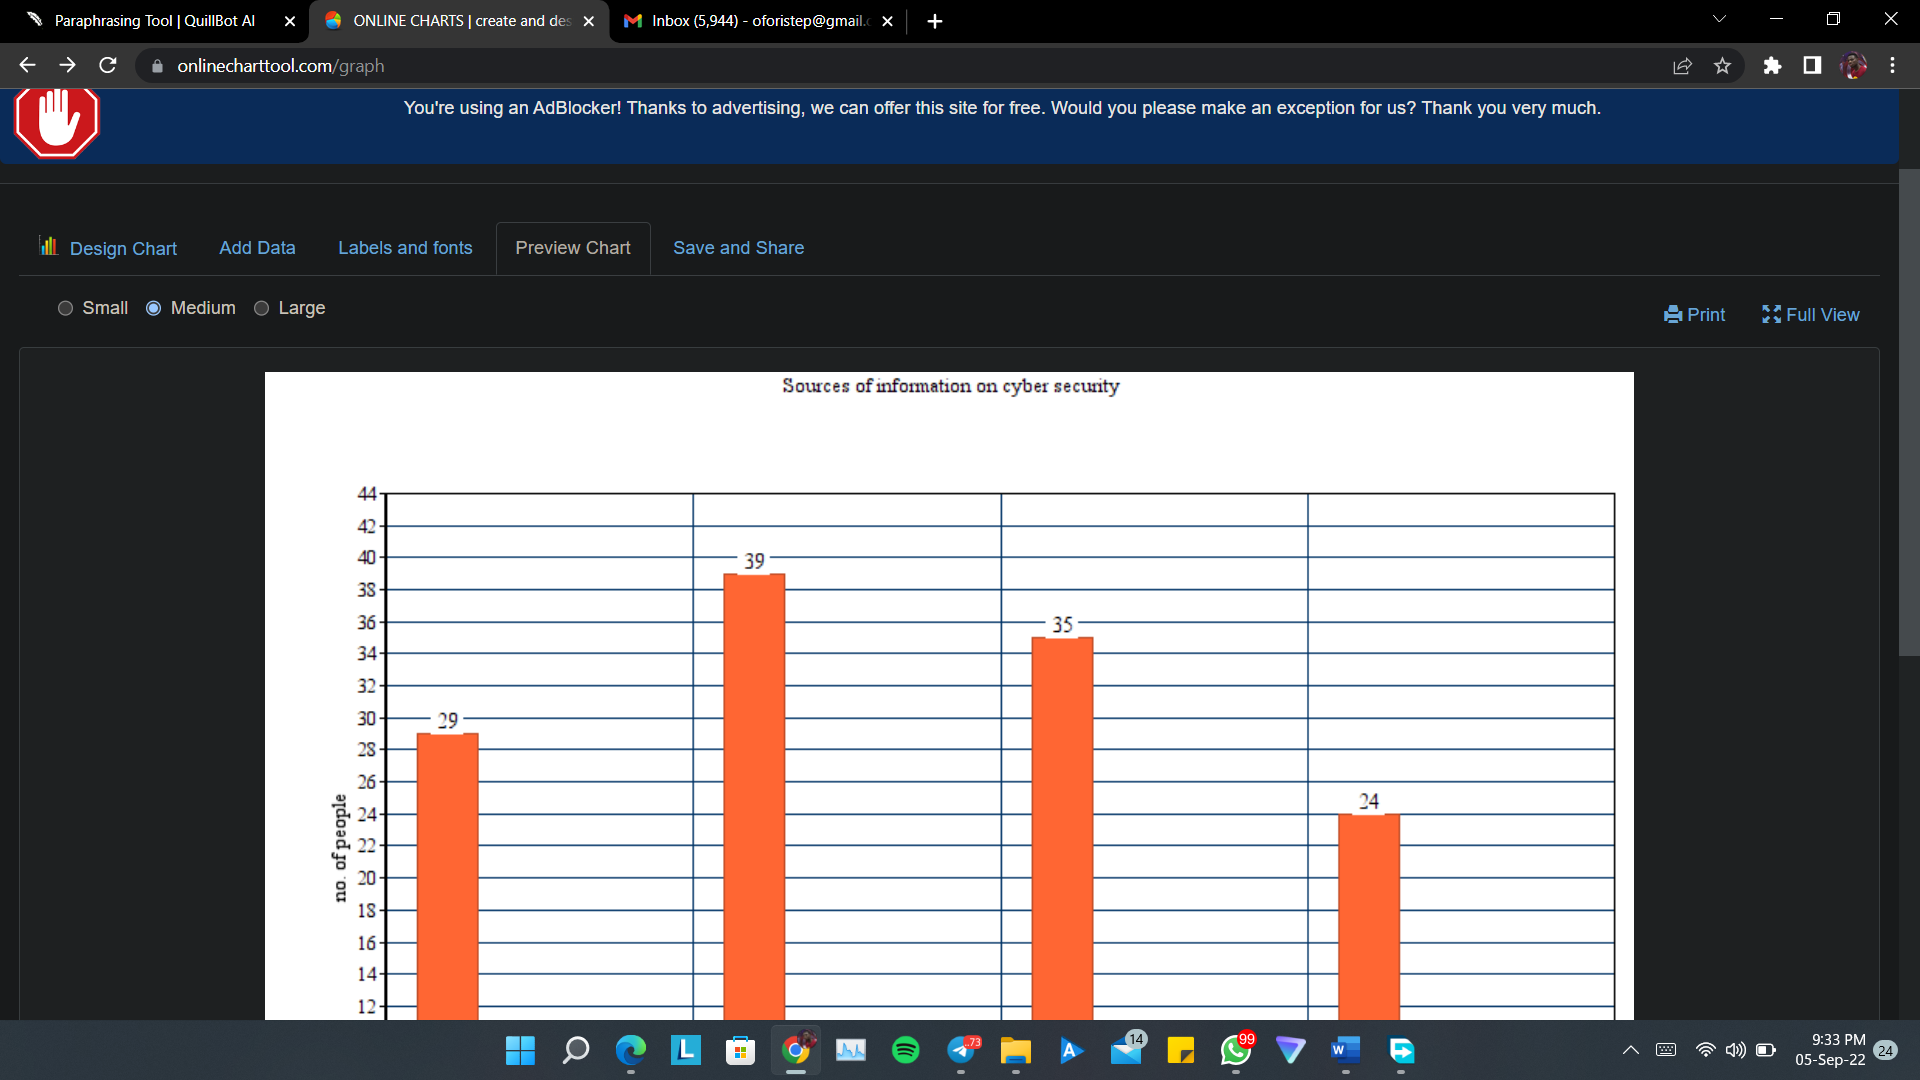 Paraphrasing Tool | QuillBot AI
ONLINE CHARTS | create and des
Inbox (5,944) - oforistep@gmail.c
onlinecharttool.com/graph
You're using an AdBlocker! Thanks to advertising, we can offer this site for free. Would you please make an exception for us? Thank you very much.
Design Chart
Add Data
Labels and fonts
Preview Chart
Save and Share
Small
Medium
Large
Print
Full View
Sources of information on cyber security
44
42
40
38
36
34
32
30
28
26
24
22
20
18
16
14
12
no. of people
29
39
35
24
L
.73
A
14
99
W
9:33 PM
05-Sep-22
24